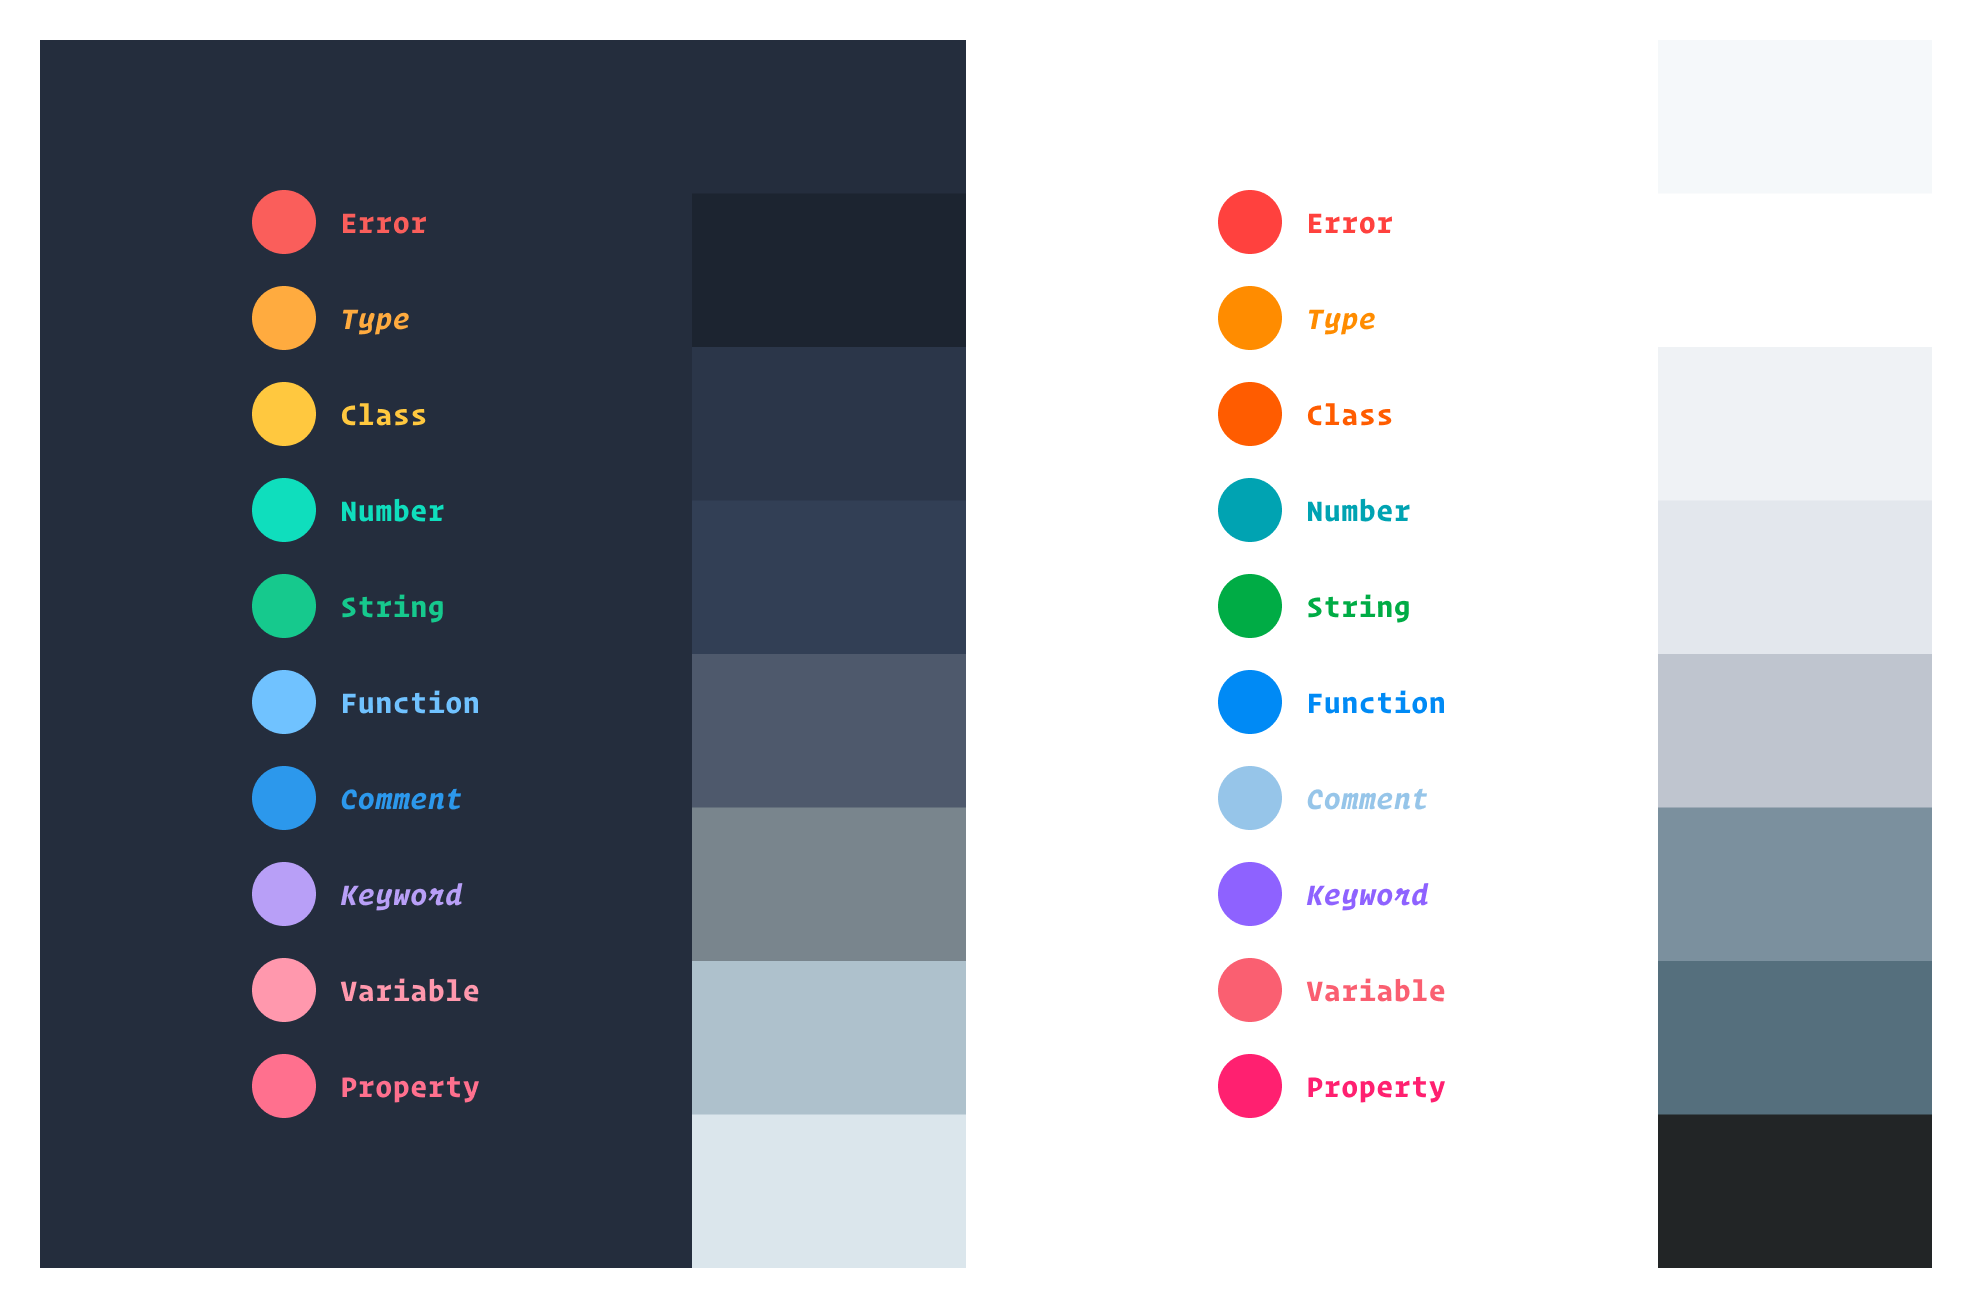 Error
Type
Class
Number
String
Function
Comment
Keyword
Variable
Property
Error
Type
Class
Number
String
Function
Comment
Keyword
Variable
Property